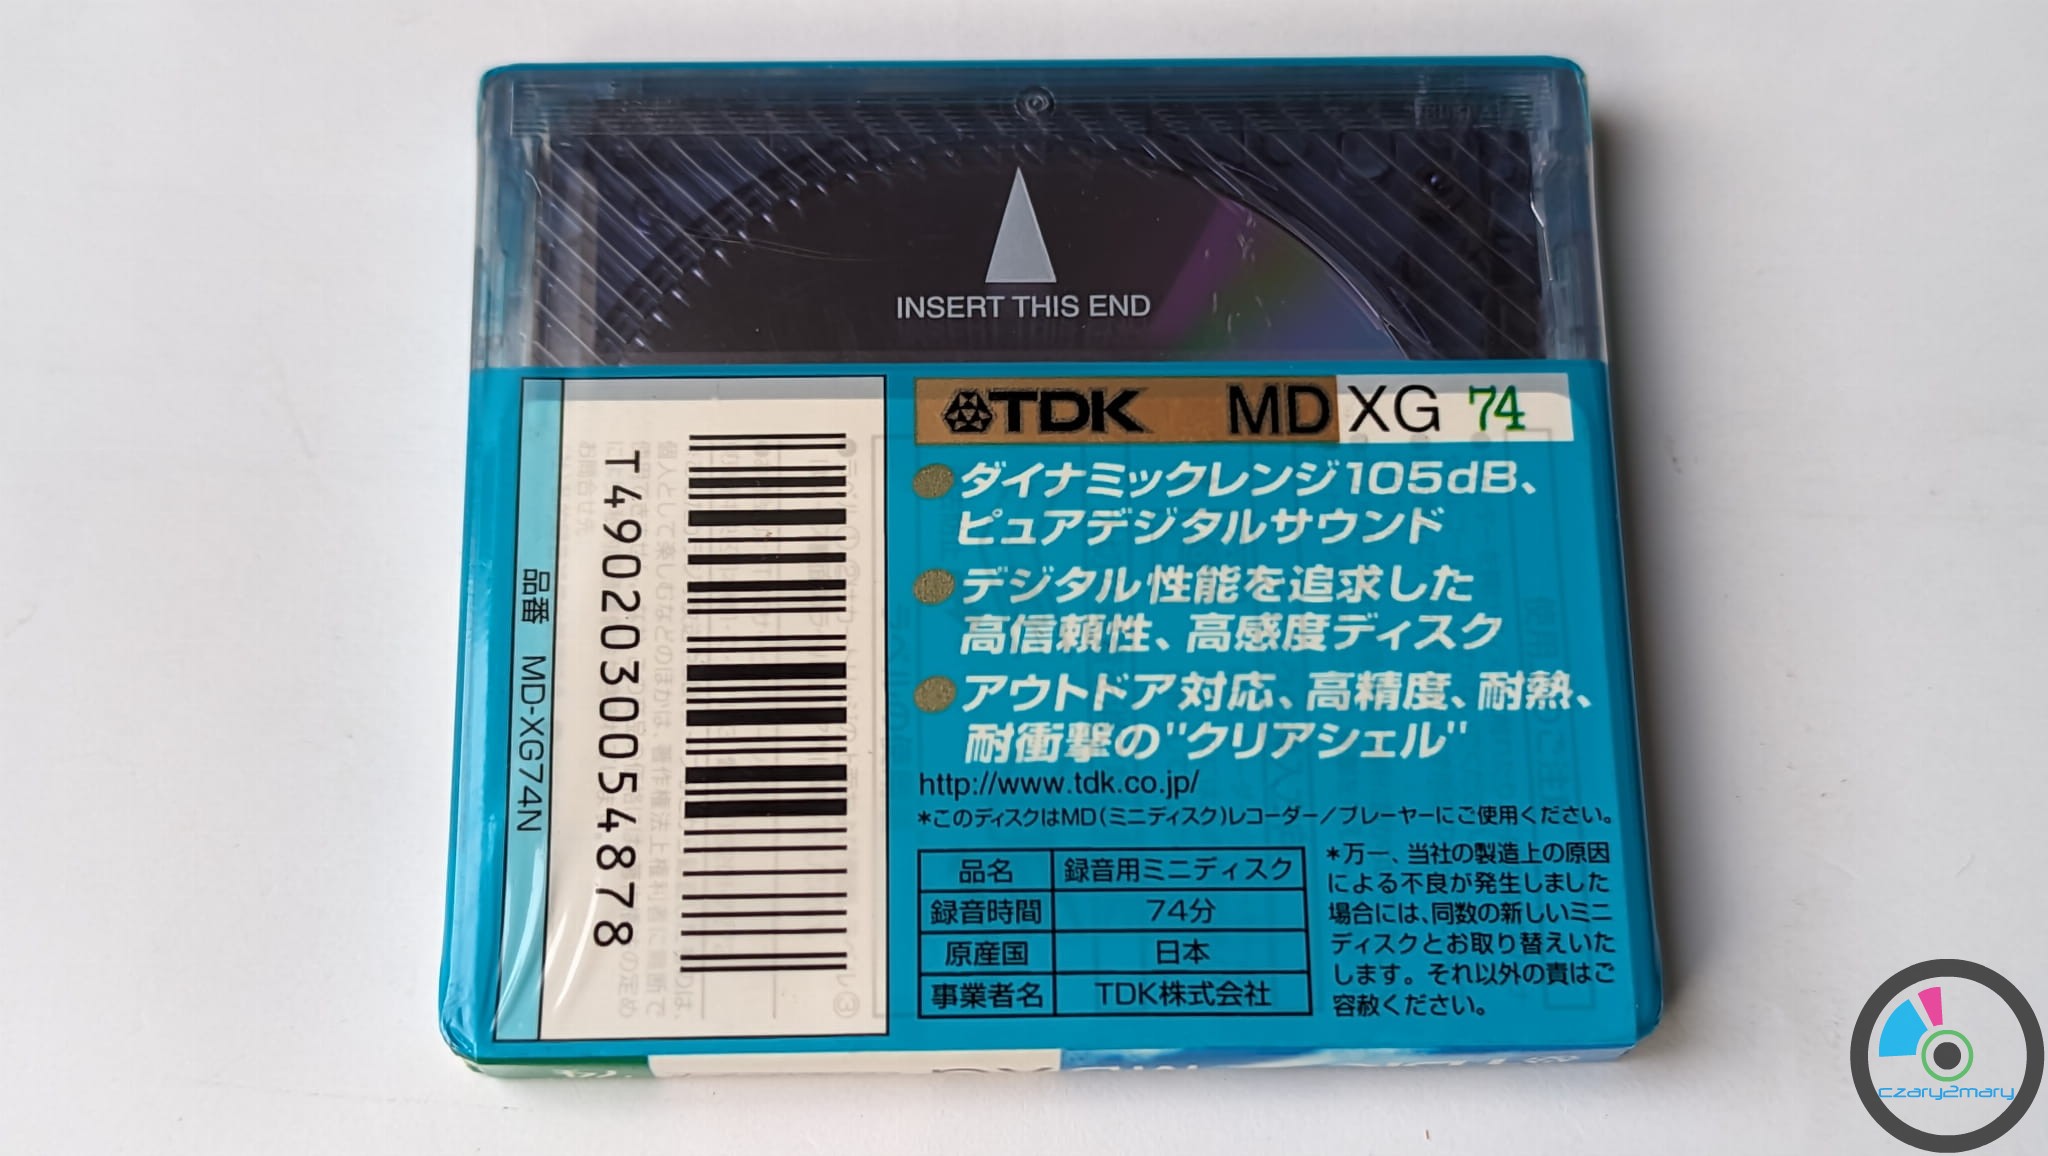 INSERT THIS END
TDK MD XG 74
●ダイナミックレンジ105dB、
ピュアデジタルサウンド
●デジタル性能を追求した
高信頼性、高感度ディスク
●アウトドア対応、高精度、耐熱、
耐衝撃の"クリアシェル"
http://www.tdk.co.jp/
*このディスクはMD(ミニディスク)レコーダー/プレーヤーにご使用ください。
品名 録音用ミニディスク
録音時間 74分
原産国 日本
事業者名 TDK株式会社
*万一、当社の製造上の原因
による不良が発生しました
場合には、同数の新しいミニ
ディスクとお取り替えいた
します。それ以外の責はご
容赦ください。
T4902030054878
品番 MD-XG74N
czary2mary